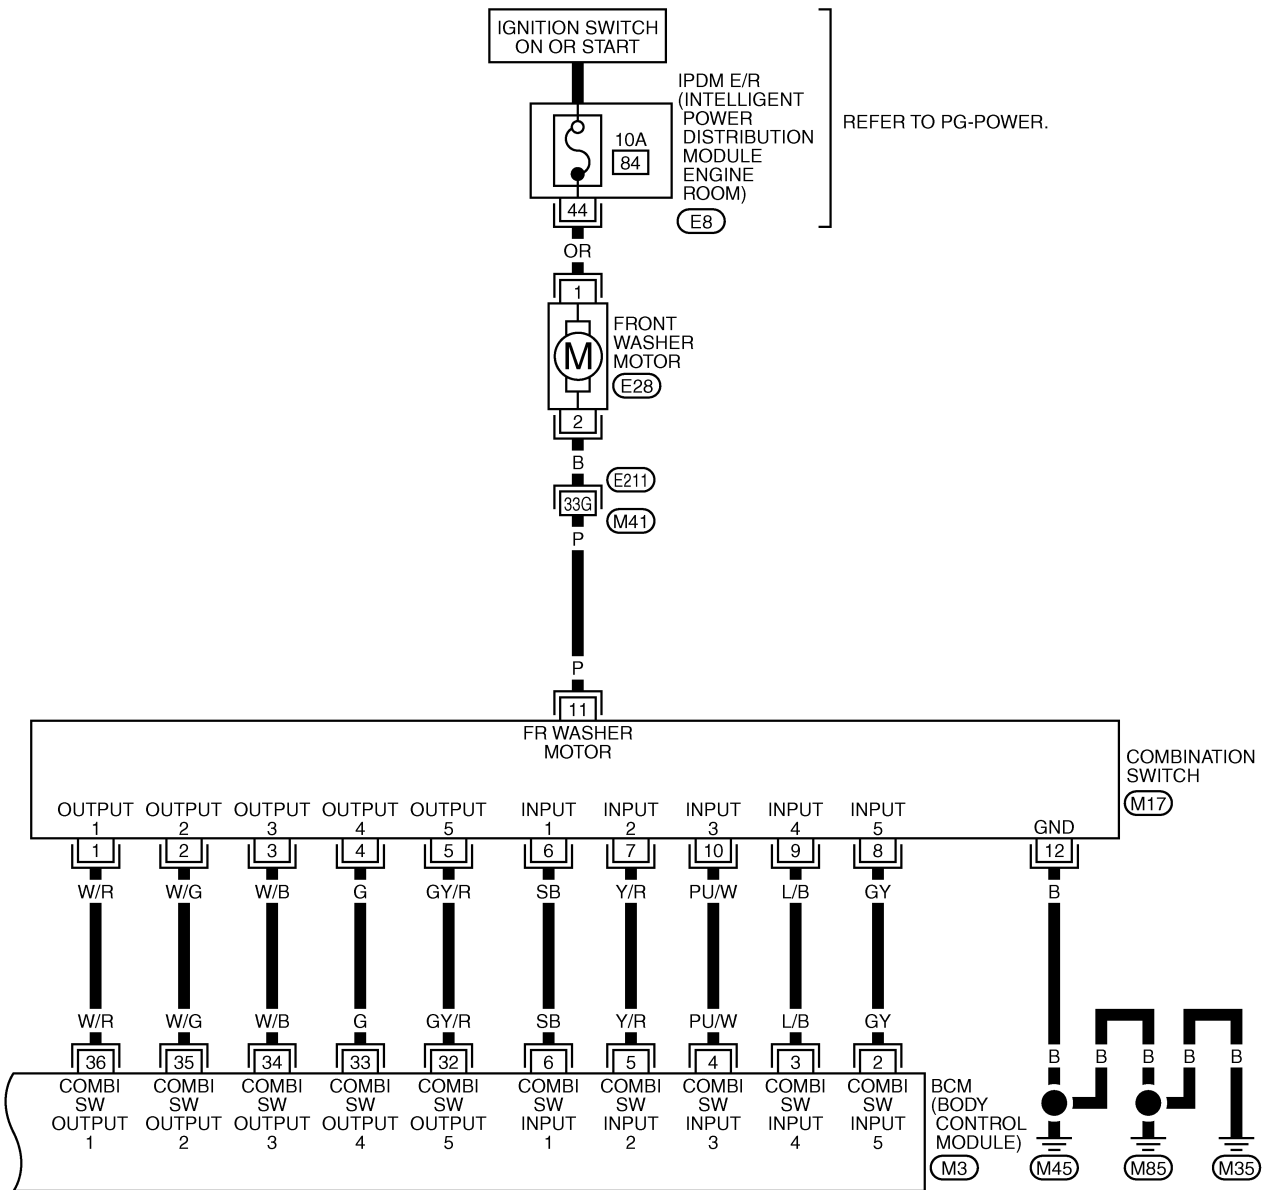 IGNITION SWITCH
ON OR START
IPDM E/R
(INTELLIGENT
POWER
DISTRIBUTION
MODULE
ENGINE
ROOM)
REFER TO PG-POWER.
10A
84
44
E8
OR
1
FRONT
WASHER
MOTOR
M
E28
2
B
E211
33G
M41
P
P
11
FR WASHER
MOTOR
COMBINATION
SWITCH
M17
OUTPUT OUTPUT OUTPUT OUTPUT OUTPUT INPUT INPUT INPUT INPUT INPUT
1 2 3 4 5 1 2 3 4 5 GND
1 2 3 4 5 6 7 10 9 8 12
W/R W/G W/B G GY/R SB Y/R PU/W L/B GY B
W/R W/G W/B G GY/R SB Y/R PU/W L/B GY
B B B B B
36 35 34 33 32 6 5 4 3 2
COMBI COMBI COMBI COMBI COMBI COMBI COMBI COMBI COMBI COMBI
SW SW SW SW SW SW SW SW SW SW
OUTPUT OUTPUT OUTPUT OUTPUT OUTPUT INPUT INPUT INPUT INPUT INPUT
1 2 3 4 5 1 2 3 4 5
BCM
(BODY
CONTROL
MODULE)
M3
M45 M85 M35